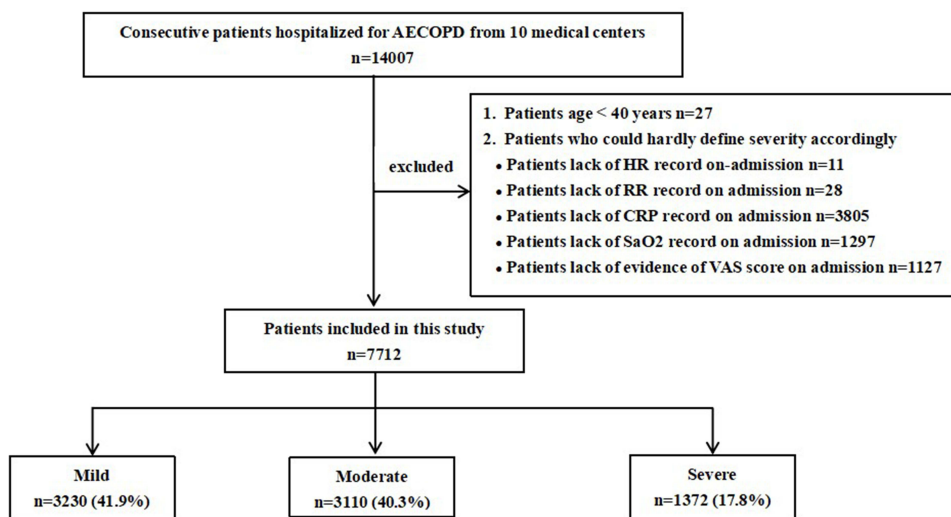 Consecutive patients hospitalized for AECOPD from 10 medical centers
n=14007
1. Patients age < 40 years n=27
2. Patients who could hardly define severity accordingly
• Patients lack of HR record on-admission n=11
• Patients lack of RR record on admission n=28
• Patients lack of CRP record on admission n=3805
• Patients lack of SaO2 record on admission n=1297
• Patients lack of evidence of VAS score on admission n=1127
excluded
Patients included in this study
n=7712
Mild
n=3230 (41.9%)
Moderate
n=3110 (40.3%)
Severe
n=1372 (17.8%)